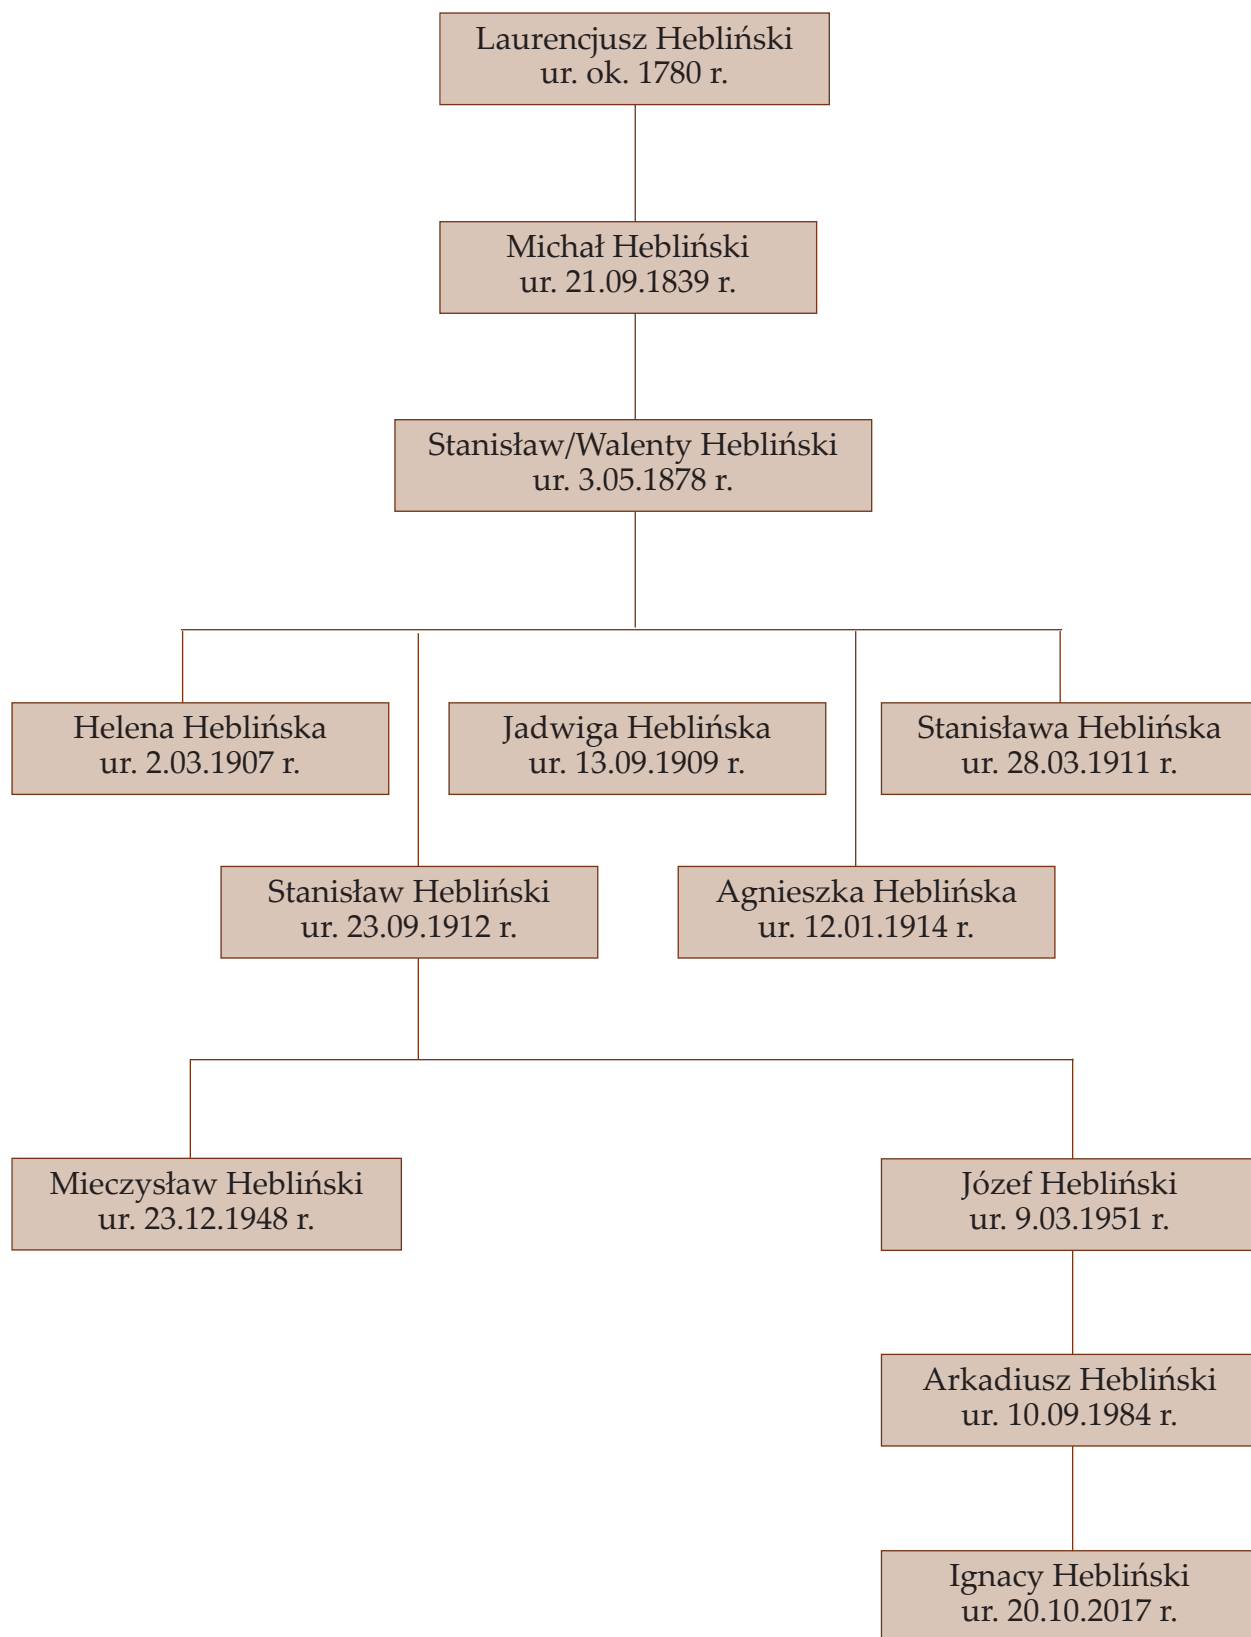 Laurencjusz Hebliński
ur. ok. 1780 r.
Michał Hebliński
ur. 21.09.1839 r.
Stanisław/Walenty Hebliński
ur. 3.05.1878 r.
Helena Heblińska
ur. 2.03.1907 r.
Jadwiga Heblińska
ur. 13.09.1909 r.
Stanisława Heblińska
ur. 28.03.1911 r.
Stanisław Hebliński
ur. 23.09.1912 r.
Agnieszka Heblińska
ur. 12.01.1914 r.
Mieczysław Hebliński
ur. 23.12.1948 r.
Józef Hebliński
ur. 9.03.1951 r.
Arkadiusz Hebliński
ur. 10.09.1984 r.
Ignacy Hebliński
ur. 20.10.2017 r.